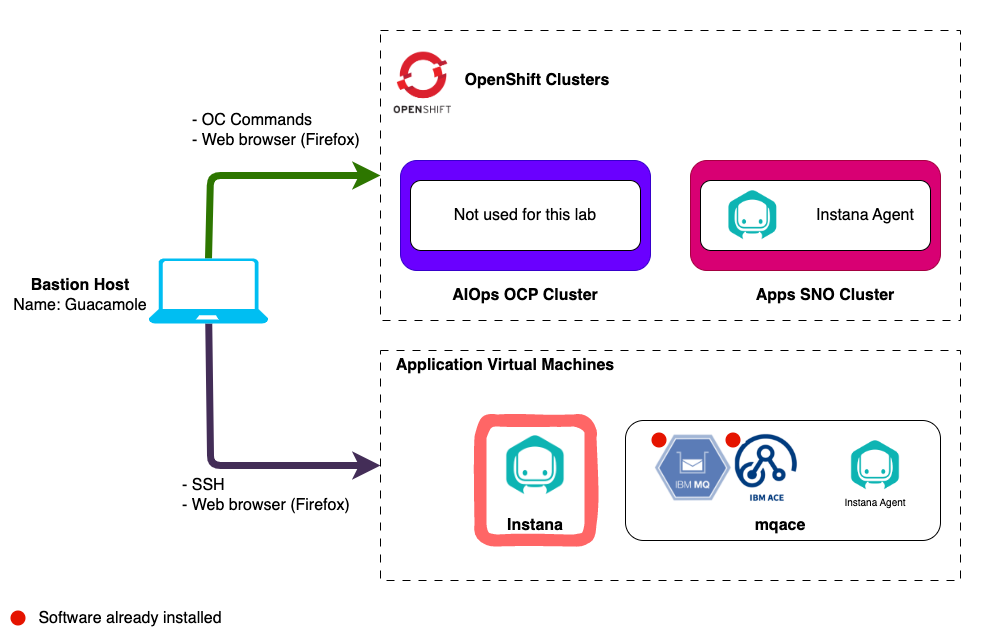 OpenShift Clusters
OPENSHIFT
- OC Commands
- Web browser (Firefox)
Not used for this lab
Instana Agent
AIOps OCP Cluster
Apps SNO Cluster
Bastion Host
Name: Guacamole
Application Virtual Machines
IBM MQ
IBM ACE
Instana Agent
Instana
mqace
- SSH
- Web browser (Firefox)
Software already installed